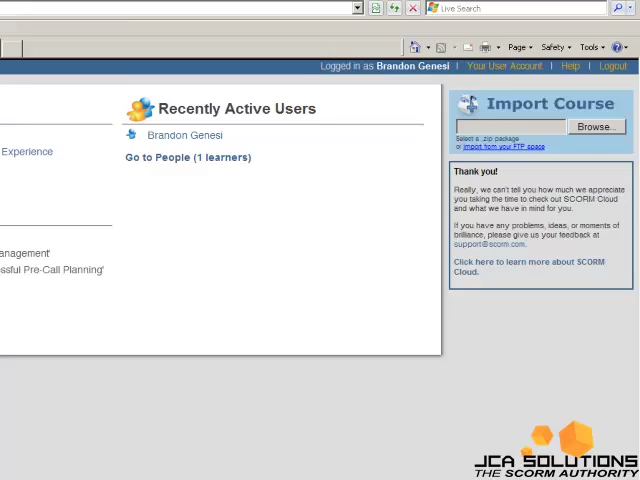 Live Search
Page
Safety
Tools
Logged in as Brandon Genesi | Your User Account | Help | Logout
Recently Active Users
Brandon Genesi
Go to People (1 learners)
Experience
anagement'
essful Pre-Call Planning'
Import Course
Browse...
Select a .zip package
or import from your FTP space
Thank you!
Really, we can't tell you how much we appreciate
you taking the time to check out SCORM Cloud
and what we have in mind for you.
If you have any problems, ideas, or moments of
brilliance, please give us your feedback at
support@scorm.com.
Click here to learn more about SCORM
Cloud.
JCA SOLUTIONS
THE SCORM AUTHORITY